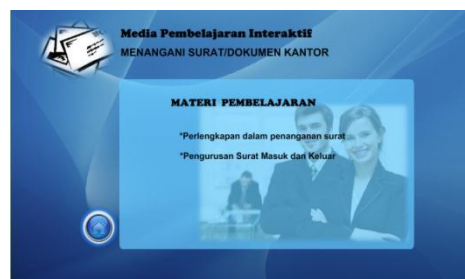 Media Pembelajaran Interaktif
MENANGANI SURAT/DOKUMEN KANTOR
MATERI PEMBELAJARAN
*Perlengkapan dalam penanganan surat
*Pengurusan Surat Masuk dan Keluar